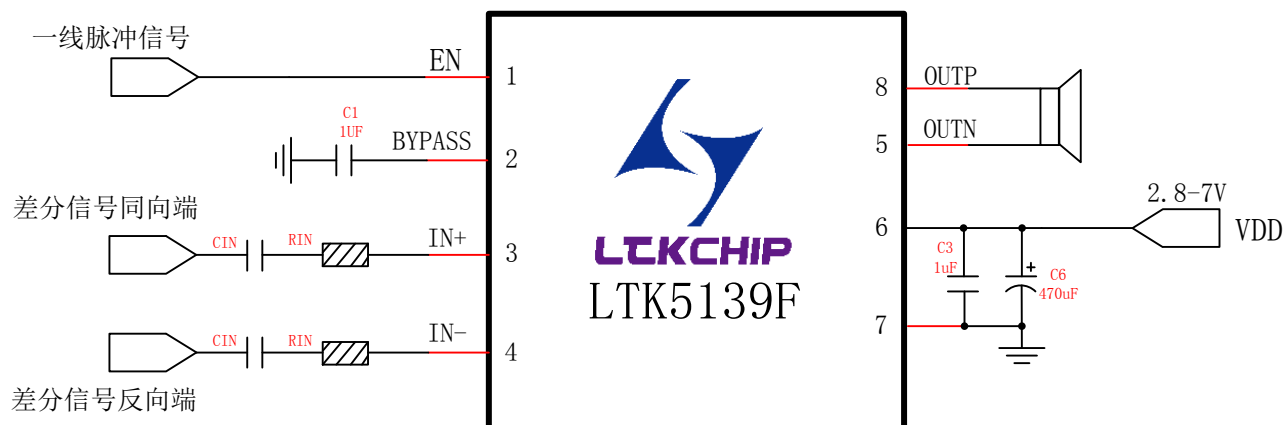 一线脉冲信号
EN
1
C1
1UF
BYPASS
2
差分信号同向端
CIN
RIN
IN+
3
CIN
RIN
IN-
4
差分信号反向端
LTKCHIP
LTK5139F
8
OUTP
5
OUTN
2.8-7V
6
VDD
C3
1uF
+
C6
470uF
7